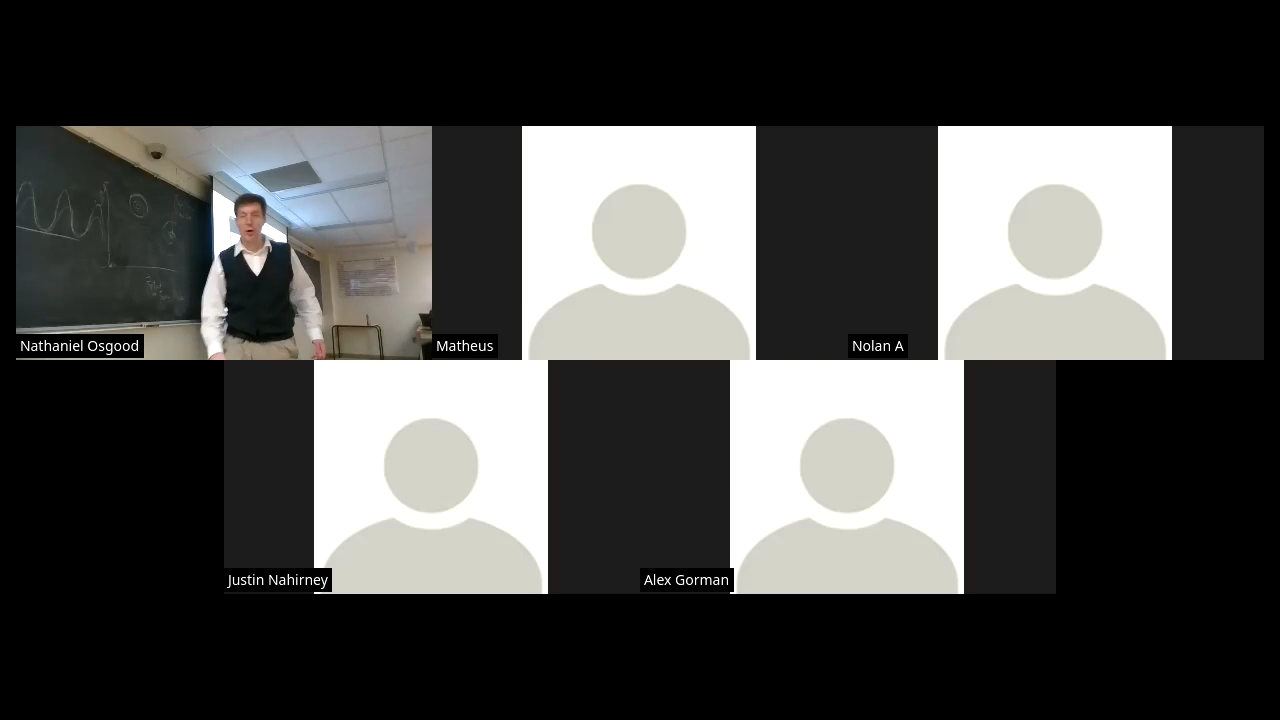 Nathaniel Osgood
Matheus
Nolan A
Justin Nahirney
Alex Gorman